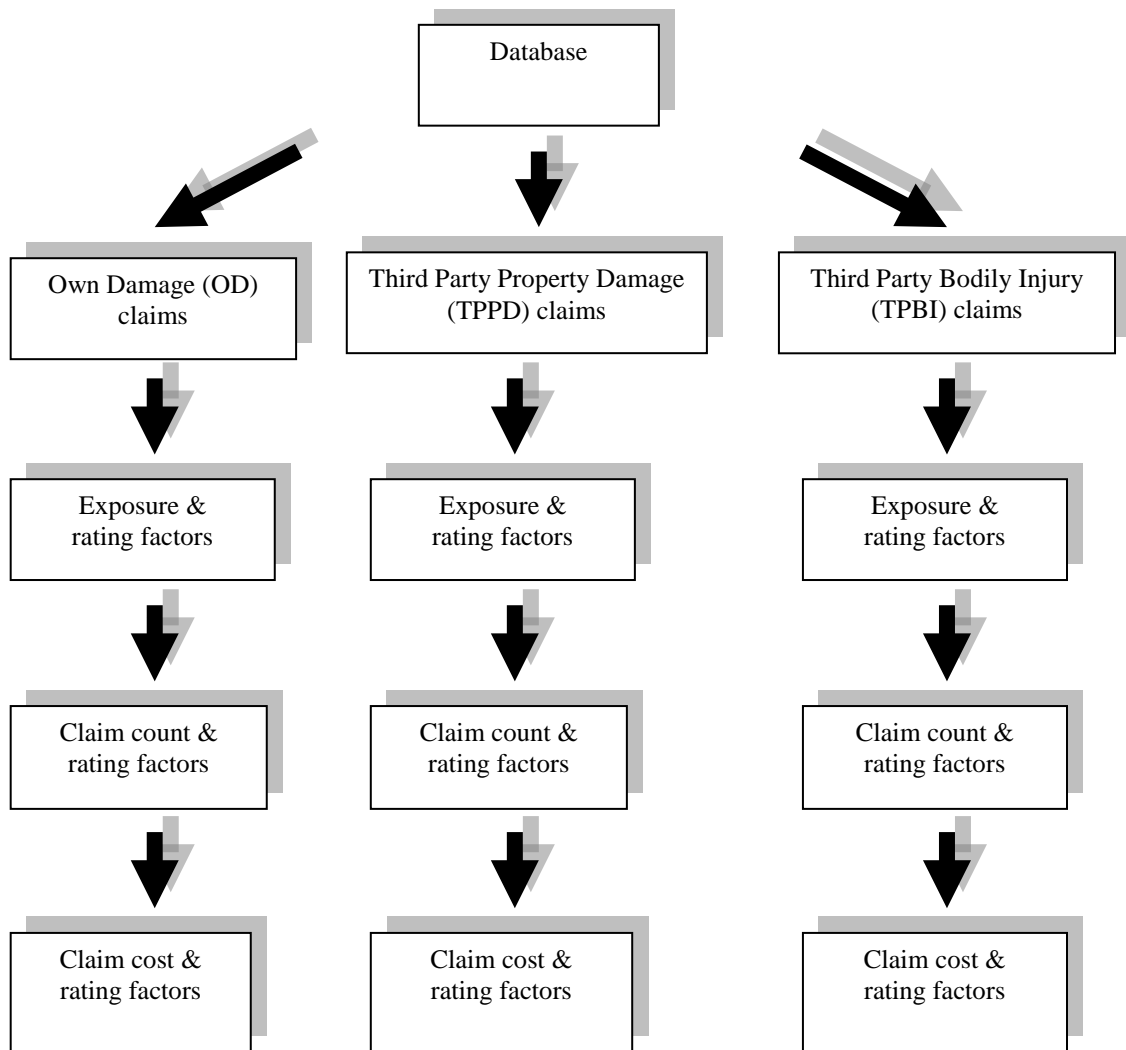 Database
Own Damage (OD)
claims
Third Party Property Damage
(TPPD) claims
Third Party Bodily Injury
(TPBI) claims
Exposure &
rating factors
Exposure &
rating factors
Exposure &
rating factors
Claim count &
rating factors
Claim count &
rating factors
Claim count &
rating factors
Claim cost &
rating factors
Claim cost &
rating factors
Claim cost &
rating factors